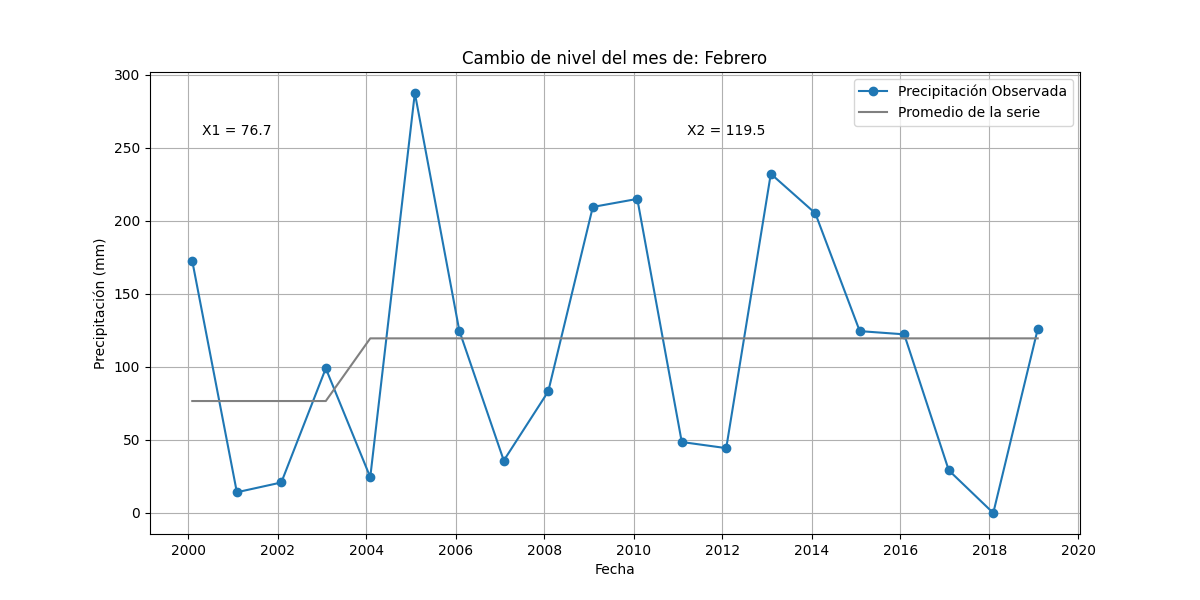 Cambio de nivel del mes de: Febrero
300
250
200
150
100
50
0
Precipitación (mm)
X1 = 76.7
X2 = 119.5
Precipitación Observada
Promedio de la serie
2000 2002 2004 2006 2008 2010 2012 2014 2016 2018 2020
Fecha